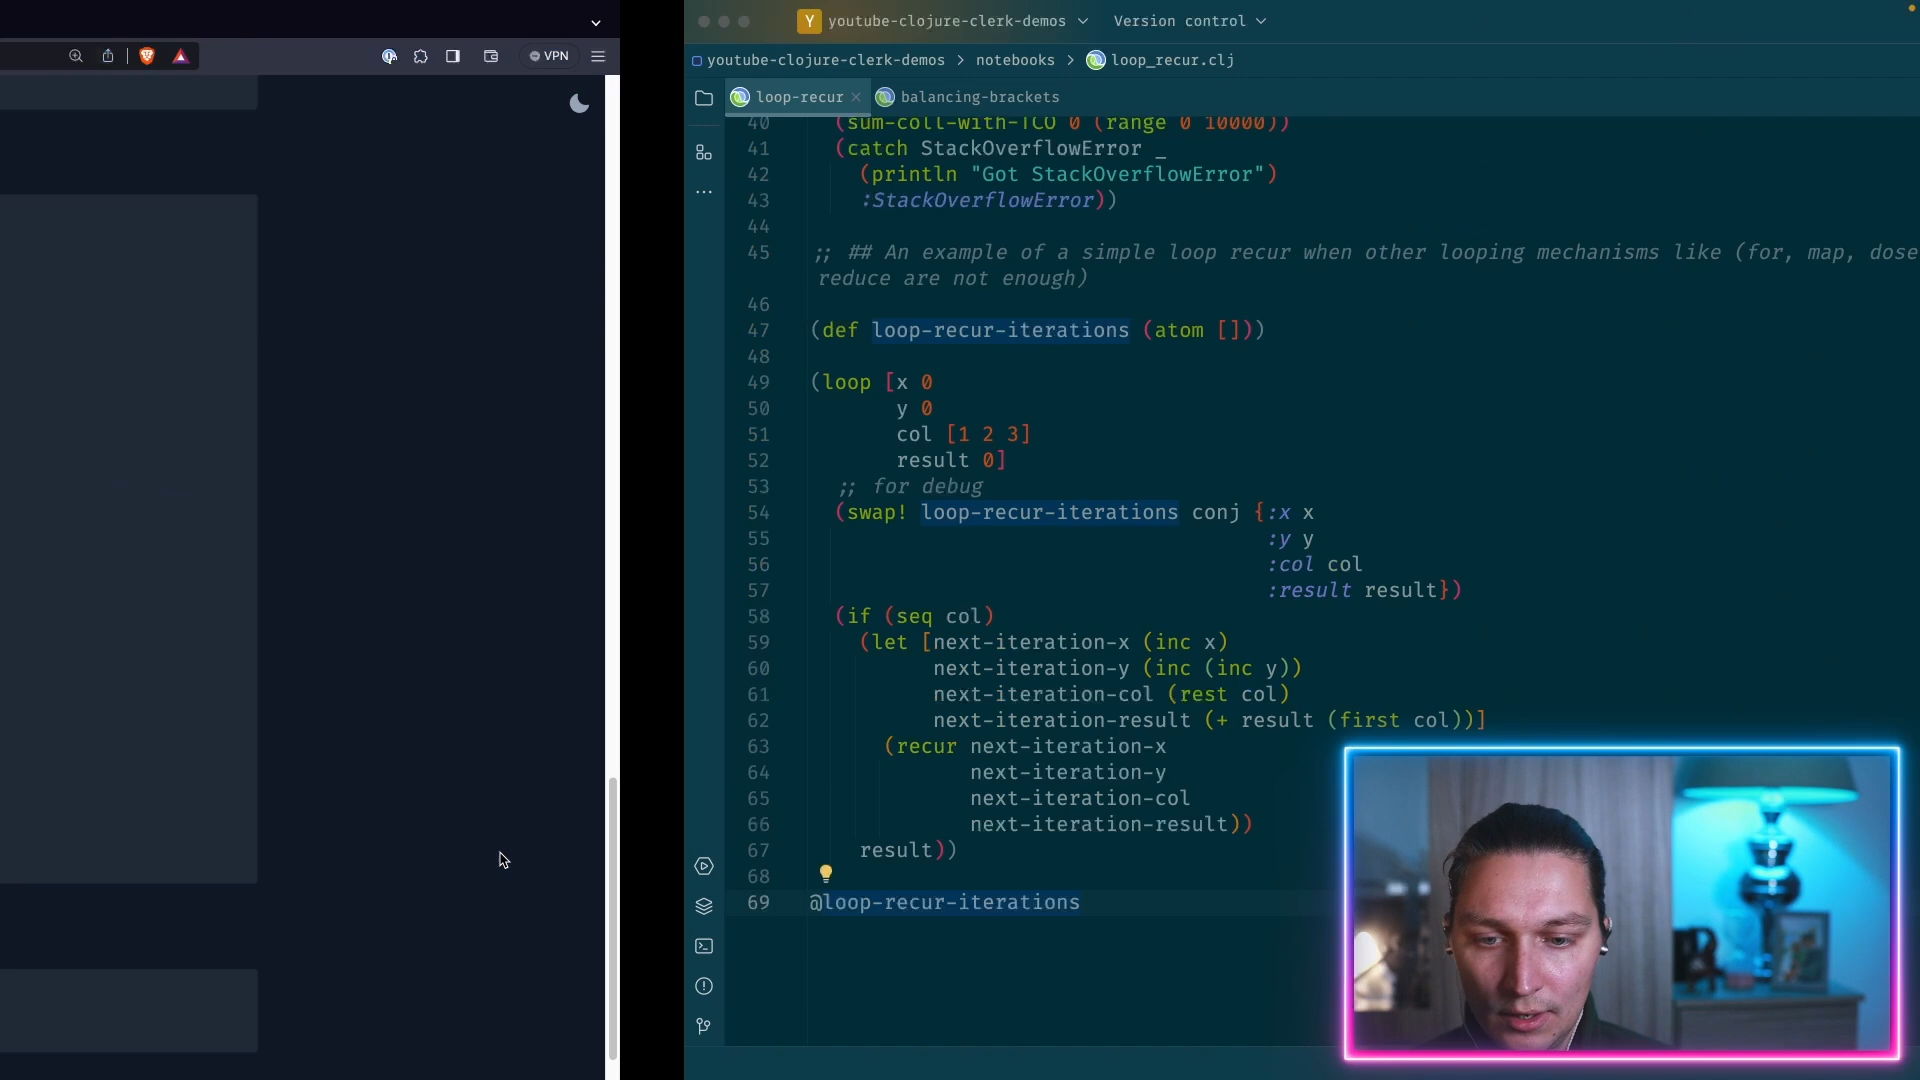 VPN
Y youtube-clojure-clerk-demos Version control
youtube-clojure-clerk-demos > notebooks > loop_recur.clj
loop-recur balancing-brackets
40 (sum-coll-with-TCO 0 (range 0 10000))
41 (catch StackOverflowError _
42 (println "Got StackOverflowError")
43 :StackOverflowError))
44
45 ;; ## An example of a simple loop recur when other looping mechanisms like (for, map, dose
reduce are not enough)
46
47 (def loop-recur-iterations (atom []))
48
49 (loop [x 0
50 y 0
51 col [1 2 3]
52 result 0]
53 ;; for debug
54 (swap! loop-recur-iterations conj {:x x
55 :y y
56 :col col
57 :result result})
58 (if (seq col)
59 (let [next-iteration-x (inc x)
60 next-iteration-y (inc (inc y))
61 next-iteration-col (rest col)
62 next-iteration-result (+ result (first col))]
63 (recur next-iteration-x
64 next-iteration-y
65 next-iteration-col
66 next-iteration-result))
67 result))
68
69 @loop-recur-iterations